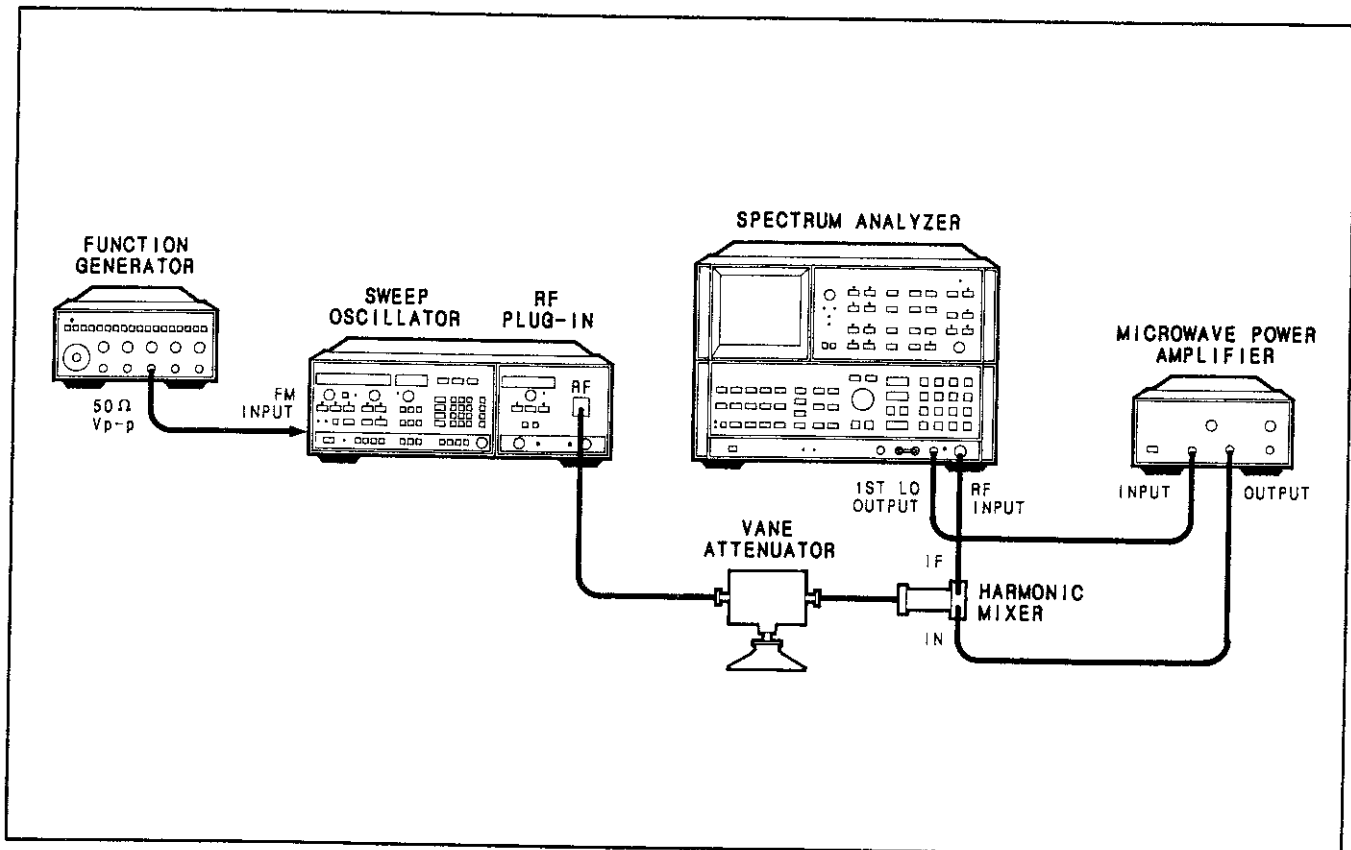 SPECTRUM ANALYZER
FUNCTION
GENERATOR
SWEEP
OSCILLATOR
RF
PLUG-IN
MICROWAVE POWER
AMPLIFIER
RF
50Ω
Vp-p
FM
INPUT
1ST LO
OUTPUT
RF
INPUT
INPUT
OUTPUT
VANE
ATTENUATOR
IF
HARMONIC
MIXER
IN